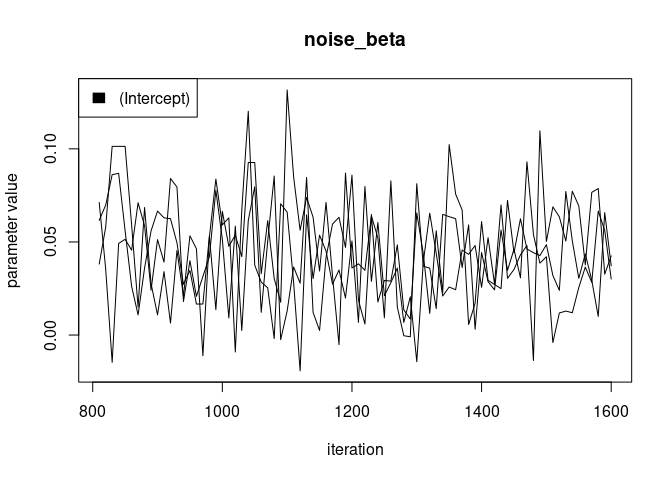 noise_beta
(Intercept)
parameter value
0.10
0.05
0.00
800 1000 1200 1400 1600
iteration